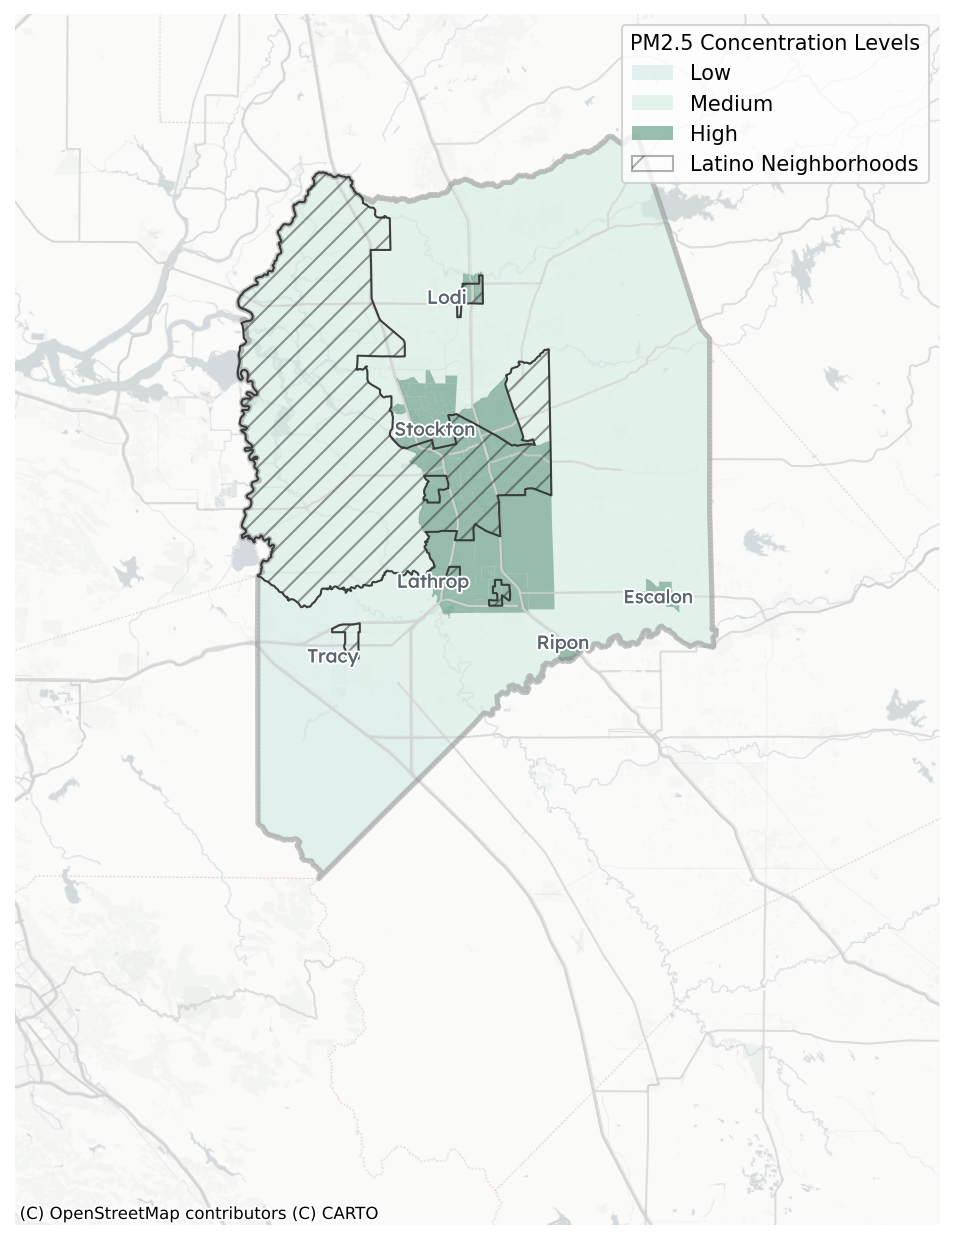 PM2.5 Concentration Levels
Low
Medium
High
Latino Neighborhoods
Lodi
Stockton
Lathrop
Escalon
Ripon
Tracy
(C) OpenStreetMap contributors (C) CARTO